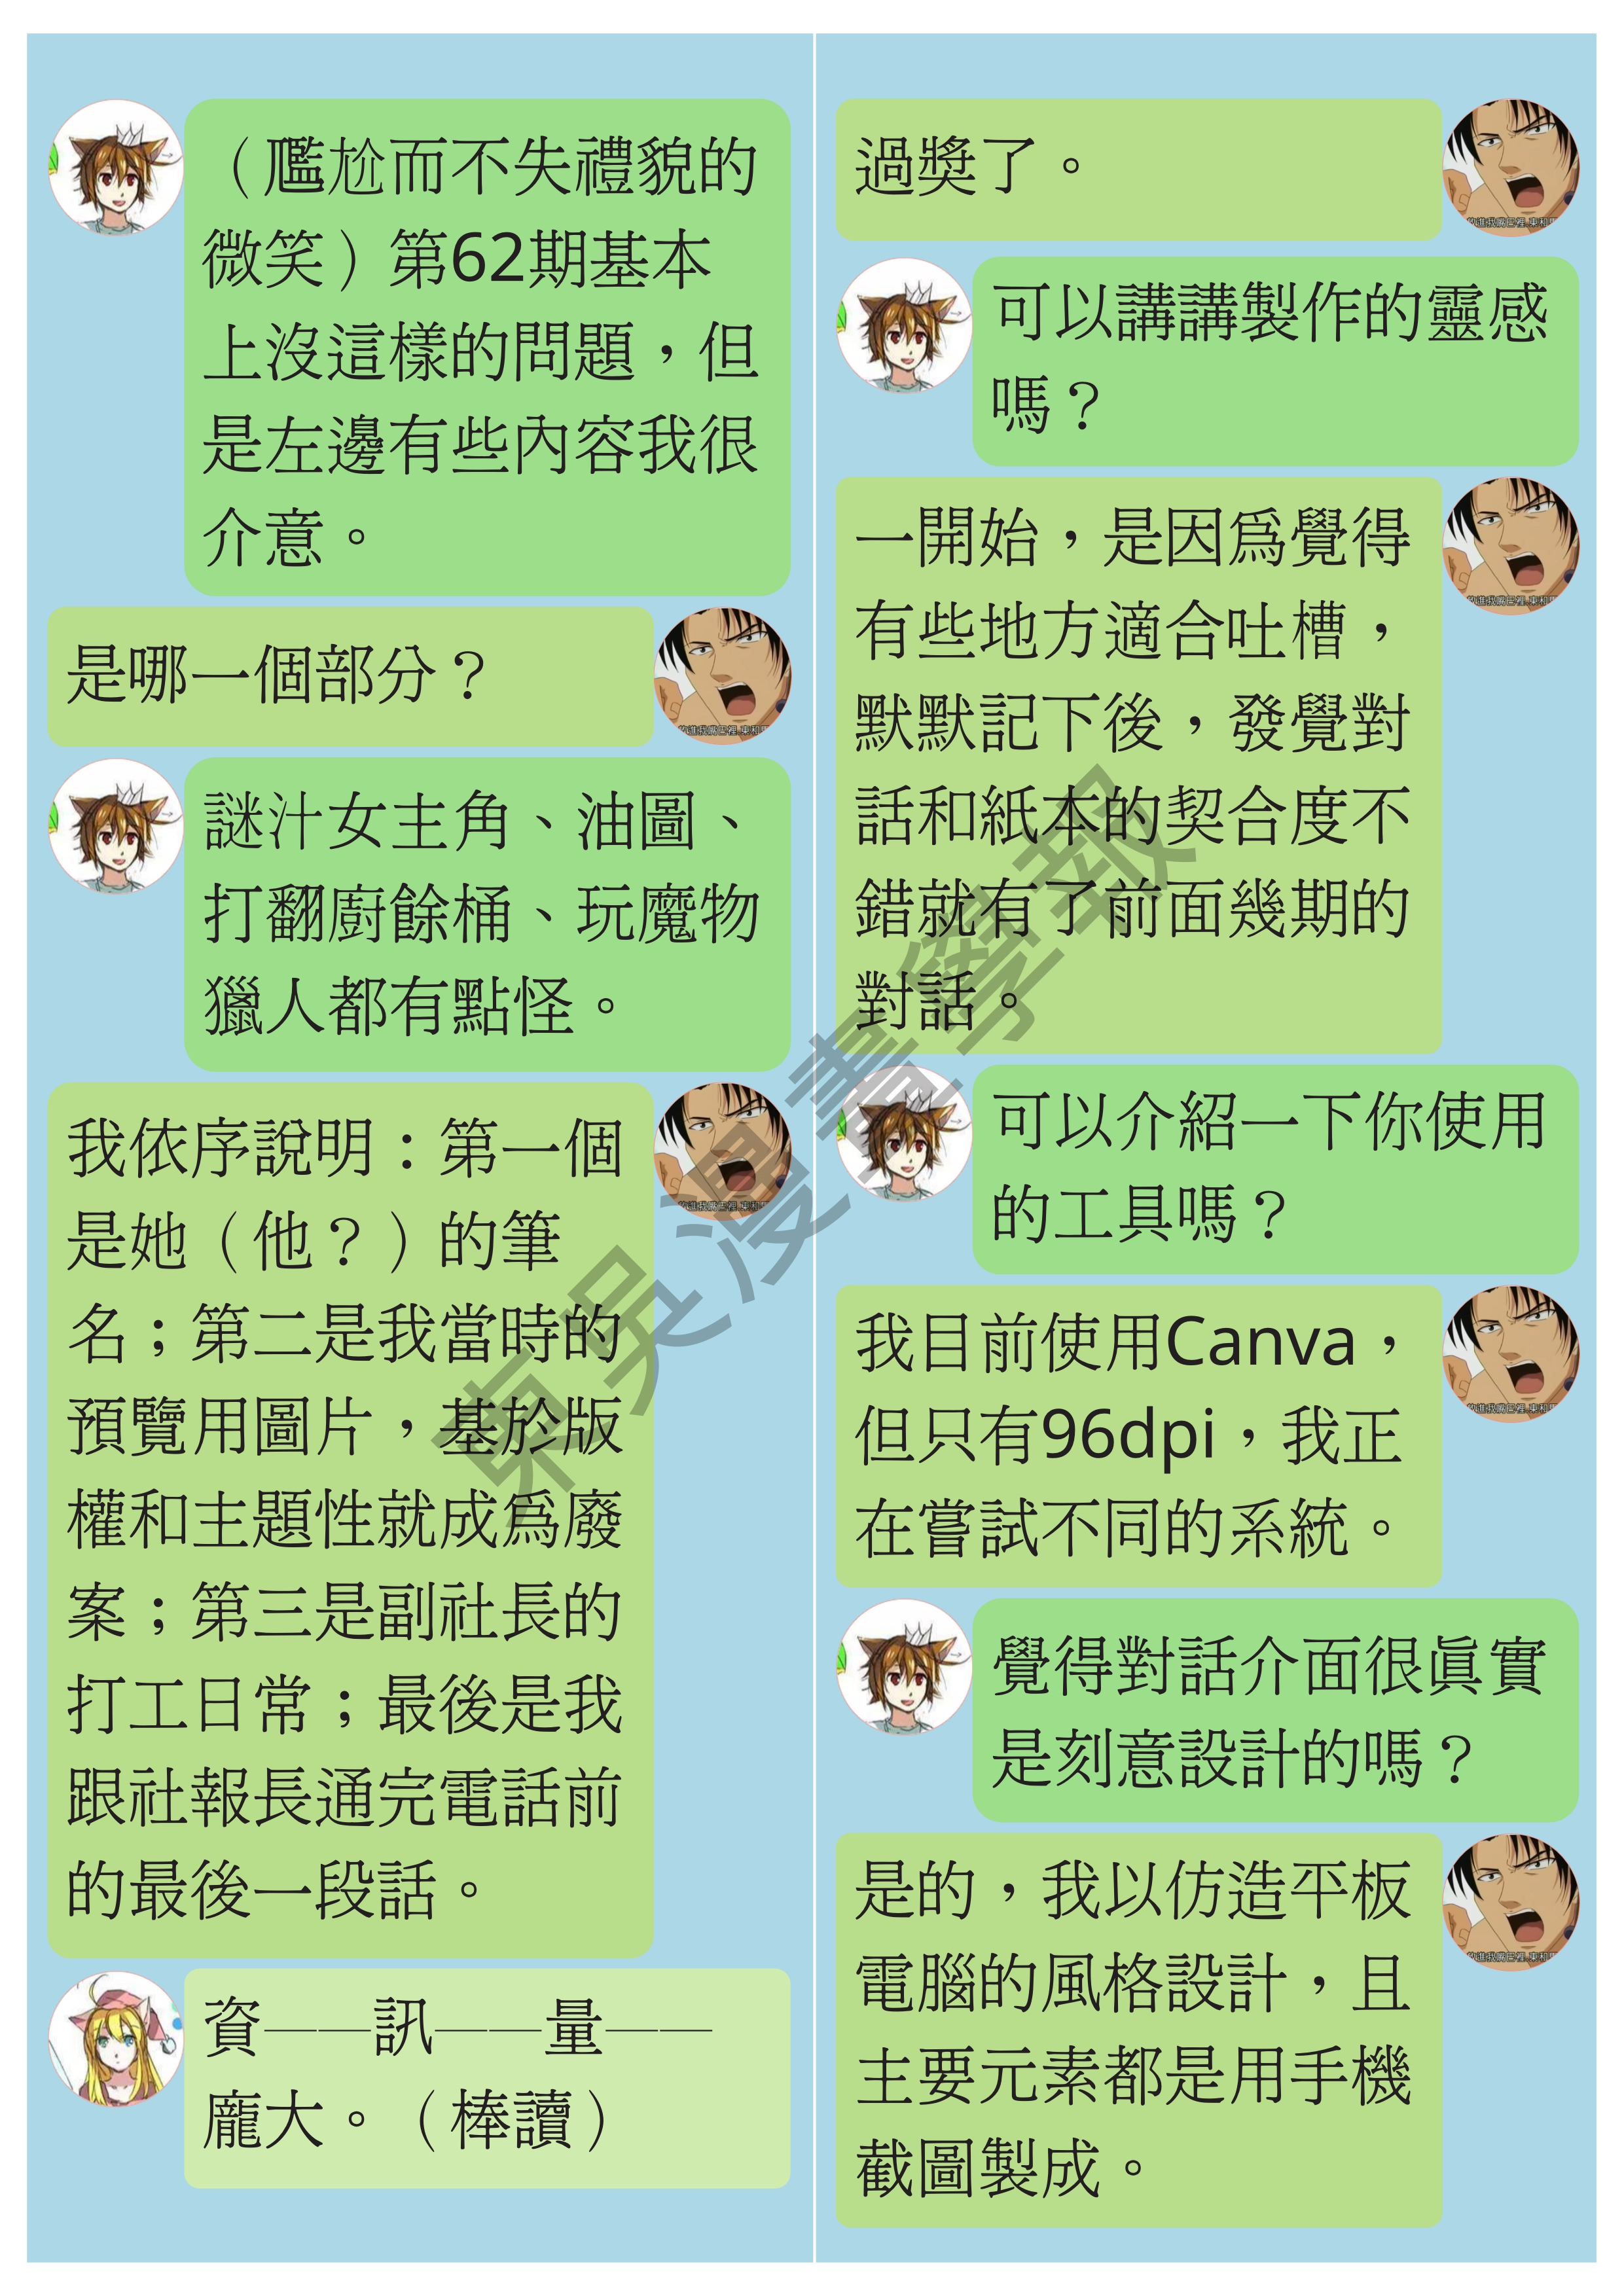 （尷尬而不失禮貌的
微笑）第62期基本
上沒這樣的問題，但
是左邊有些內容我很
介意。
是哪一個部分？
謎汁女主角、油圖、
打翻廚餘桶、玩魔物
獵人都有點怪。
我依序說明：第一個
是她（他？）的筆
名；第二是我當時的
預覽用圖片，基於版
權和主題性就成為廢
案；第三是副社長的
打工日常；最後是我
跟社報長通完電話前
的最後一段話。
資——訊——量——
龐大。（棒讀）
過獎了。
可以講講製作的靈感
嗎？
一開始，是因為覺得
有些地方適合吐槽，
默默記下後，發覺對
話和紙本的契合度不
錯就有了前面幾期的
對話。
可以介紹一下你使用
的工具嗎？
我目前使用Canva，
但只有96dpi，我正
在嘗試不同的系統。
覺得對話介面很真實
是刻意設計的嗎？
是的，我以仿造平板
電腦的風格設計，且
主要元素都是用手機
截圖製成。
東吳漫畫學報